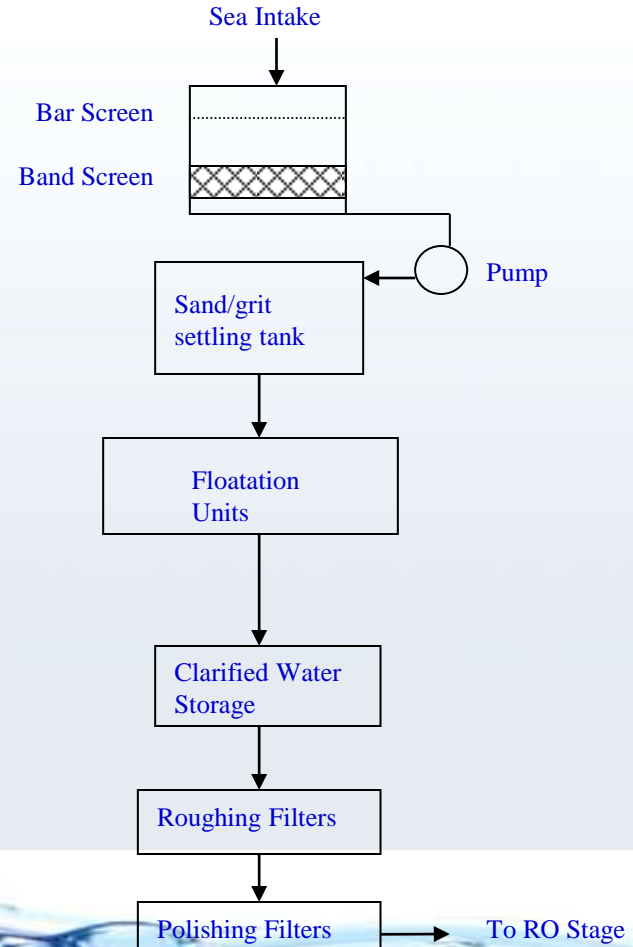 Sea Intake
Bar Screen
Band Screen
Pump
Sand/grit
settling tank
Floatation
Units
Clarified Water
Storage
Roughing Filters
Polishing Filters
To RO Stage